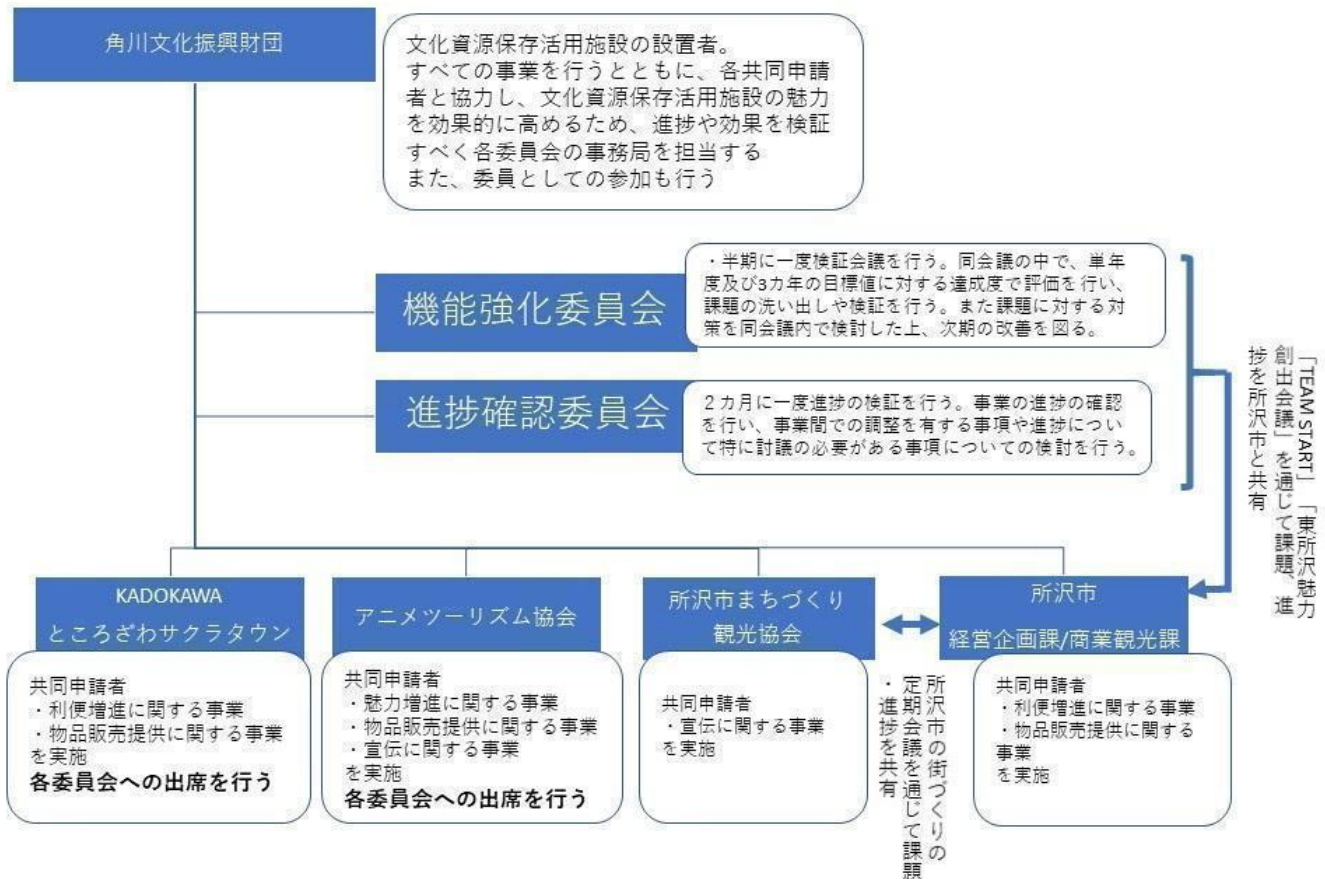 角川文化振興財団
文化資源保存活用施設の設置者。
すべての事業を行うとともに、各共同申請
者と協力し、文化資源保存活用施設の魅力
を効果的に高めるため、進捗や効果を検証
すべく各委員会の事務局を担当する
また、委員としての参加も行う
機能強化委員会
・半期に一度検証会議を行う。同会議の中で、単年
度及び3カ年の目標値に対する達成度で評価を行い、
課題の洗い出しや検証を行う。また課題に対する対
策を同会議内で検討した上、次期の改善を図る。
進捗確認委員会
２カ月に一度進捗の検証を行う。事業の進捗の確認
を行い、事業間での調整を有する事項や進捗につい
て特に討議の必要がある事項についての検討を行う。
「TEAM START」「東所沢魅力
創出会議」を通じて課題、進
捗を所沢市と共有
KADOKAWA
ところざわサクラタウン
共同申請者
・利便増進に関する事業
・物品販売提供に関する事業
を実施
各委員会への出席を行う
アニメツーリズム協会
共同申請者
・魅力増進に関する事業
・物品販売提供に関する事業
・宣伝に関する事業
を実施
各委員会への出席を行う
所沢市まちづくり
観光協会
共同申請者
・宣伝に関する事業
を実施
所沢市の街づくりの
定期会議を通じて課題
・進捗を共有
所沢市
経営企画課/商業観光課
共同申請者
・利便増進に関する事業
・物品販売提供に関する
事業
を実施